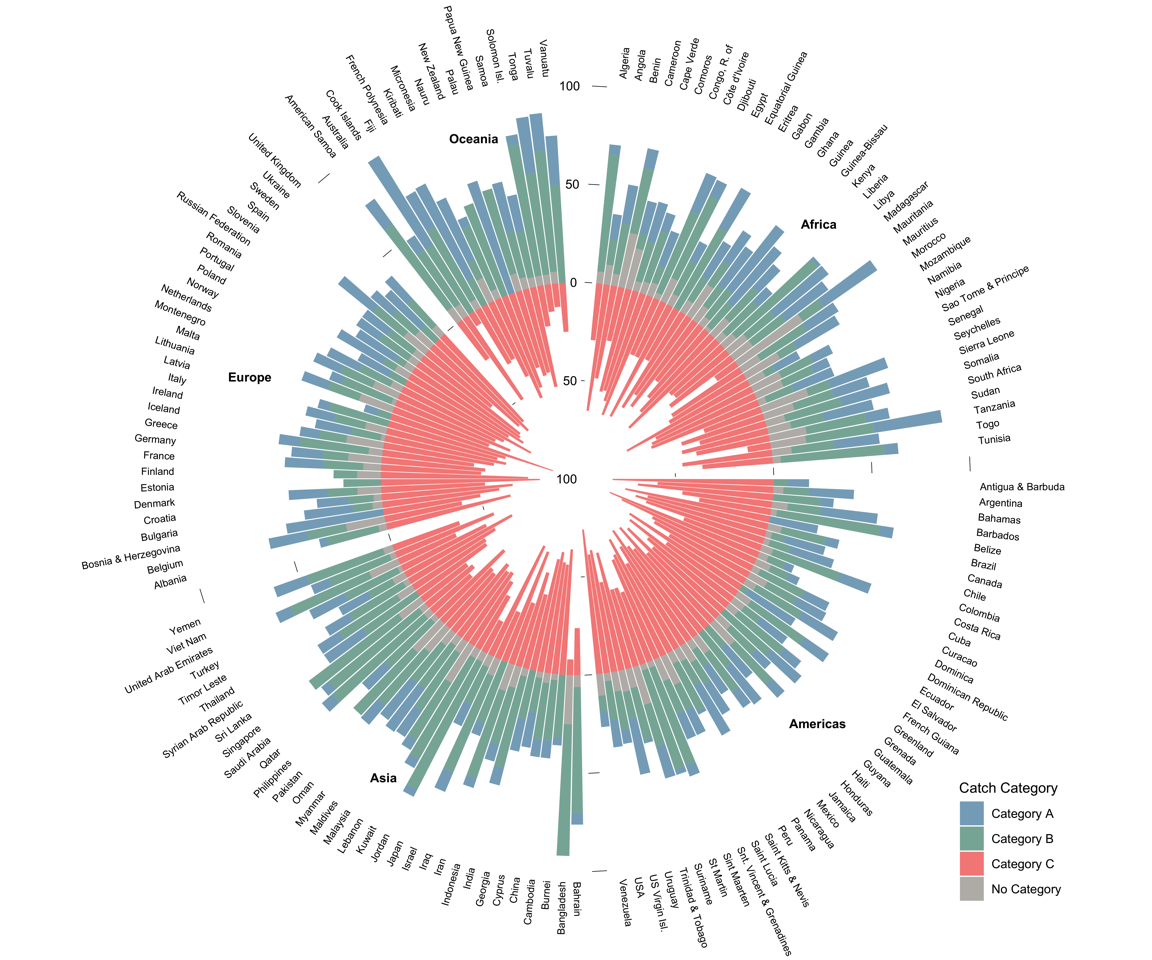 100
50
0
50
100
Oceania
Africa
Europe
Americas
Asia
Algeria
Angola
Benin
Cameroon
Cape Verde
Comoros
Congo, R. of
Côte d'Ivoire
Djibouti
Egypt
Equatorial Guinea
Eritrea
Gabon
Gambia
Ghana
Guinea
Guinea-Bissau
Kenya
Liberia
Libya
Madagascar
Mauritania
Mauritius
Morocco
Mozambique
Namibia
Nigeria
Sao Tome & Principe
Senegal
Seychelles
Sierra Leone
Somalia
South Africa
Sudan
Tanzania
Togo
Tunisia
Antigua & Barbuda
Argentina
Bahamas
Barbados
Belize
Brazil
Canada
Chile
Colombia
Costa Rica
Cuba
Curacao
Dominica
Dominican Republic
Ecuador
El Salvador
French Guiana
Greenland
Grenada
Guatemala
Guyana
Haiti
Honduras
Jamaica
Mexico
Nicaragua
Panama
Peru
Saint Kitts & Nevis
Saint Lucia
Snt. Vincent & Grenadines
Sint Maarten
St Martin
Suriname
Trinidad & Tobago
Uruguay
US Virgin Isl.
USA
Venezuela
Bahrain
Bangladesh
Burnei
Cambodia
China
Cyprus
Georgia
India
Indonesia
Iran
Iraq
Israel
Japan
Jordan
Kuwait
Lebanon
Malaysia
Maldives
Myanmar
Oman
Pakistan
Philippines
Qatar
Saudi Arabia
Singapore
Sri Lanka
Syrian Arab Republic
Thailand
Timor Leste
Turkey
United Arab Emirates
Viet Nam
Yemen
Albania
Belgium
Bosnia & Herzegovina
Bulgaria
Croatia
Denmark
Estonia
Finland
France
Germany
Greece
Iceland
Ireland
Italy
Latvia
Lithuania
Malta
Montenegro
Netherlands
Norway
Poland
Portugal
Romania
Russian Federation
Slovenia
Spain
Sweden
Ukraine
United Kingdom
American Samoa
Australia
Cook Islands
Fiji
French Polynesia
Kiribati
Micronesia
Nauru
New Zealand
Palau
Papua New Guinea
Samoa
Solomon Isl.
Tonga
Tuvalu
Vanuatu
Catch Category
Category A
Category B
Category C
No Category